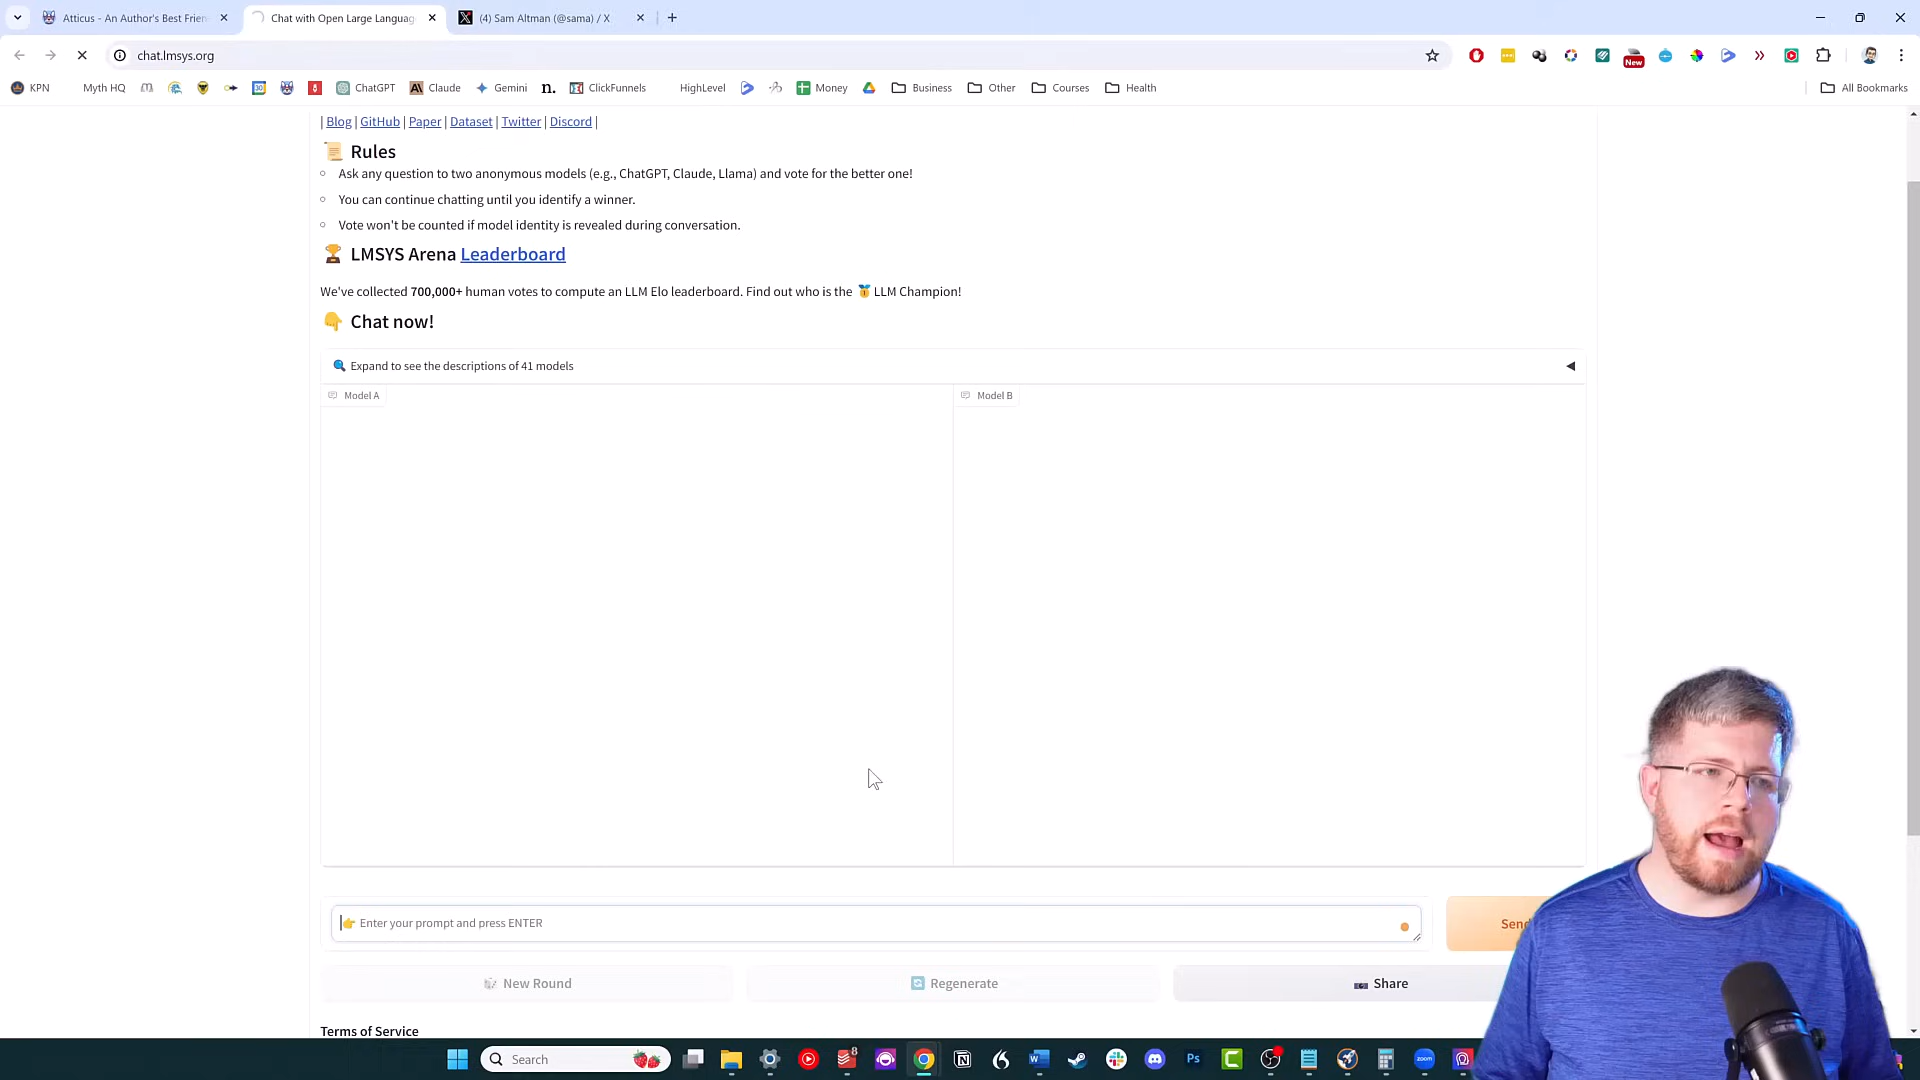 Atticus - An Author's Best Frien
Chat with Open Large Languag
(4) Sam Altman (@sama) / X
chat.lmsys.org
New
KPN
Myth HQ
30
ChatGPT
Claude
Gemini
n.
ClickFunnels
HighLevel
Money
Business
Other
Courses
Health
All Bookmarks
| Blog | GitHub | Paper | Dataset | Twitter | Discord |
📜 Rules
Ask any question to two anonymous models (e.g., ChatGPT, Claude, Llama) and vote for the better one!
You can continue chatting until you identify a winner.
Vote won't be counted if model identity is revealed during conversation.
🏆 LMSYS Arena Leaderboard
We've collected 700,000+ human votes to compute an LLM Elo leaderboard. Find out who is the 🥇 LLM Champion!
👇 Chat now!
🔍 Expand to see the descriptions of 41 models
Model A
Model B
👉 Enter your prompt and press ENTER
Send
🎲 New Round
🔄 Regenerate
📷 Share
Terms of Service
Search
8
Ps
zoom